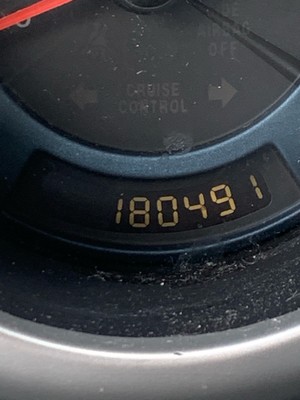 AIRBAG
OFF
CRUISE
CONTROL
180491